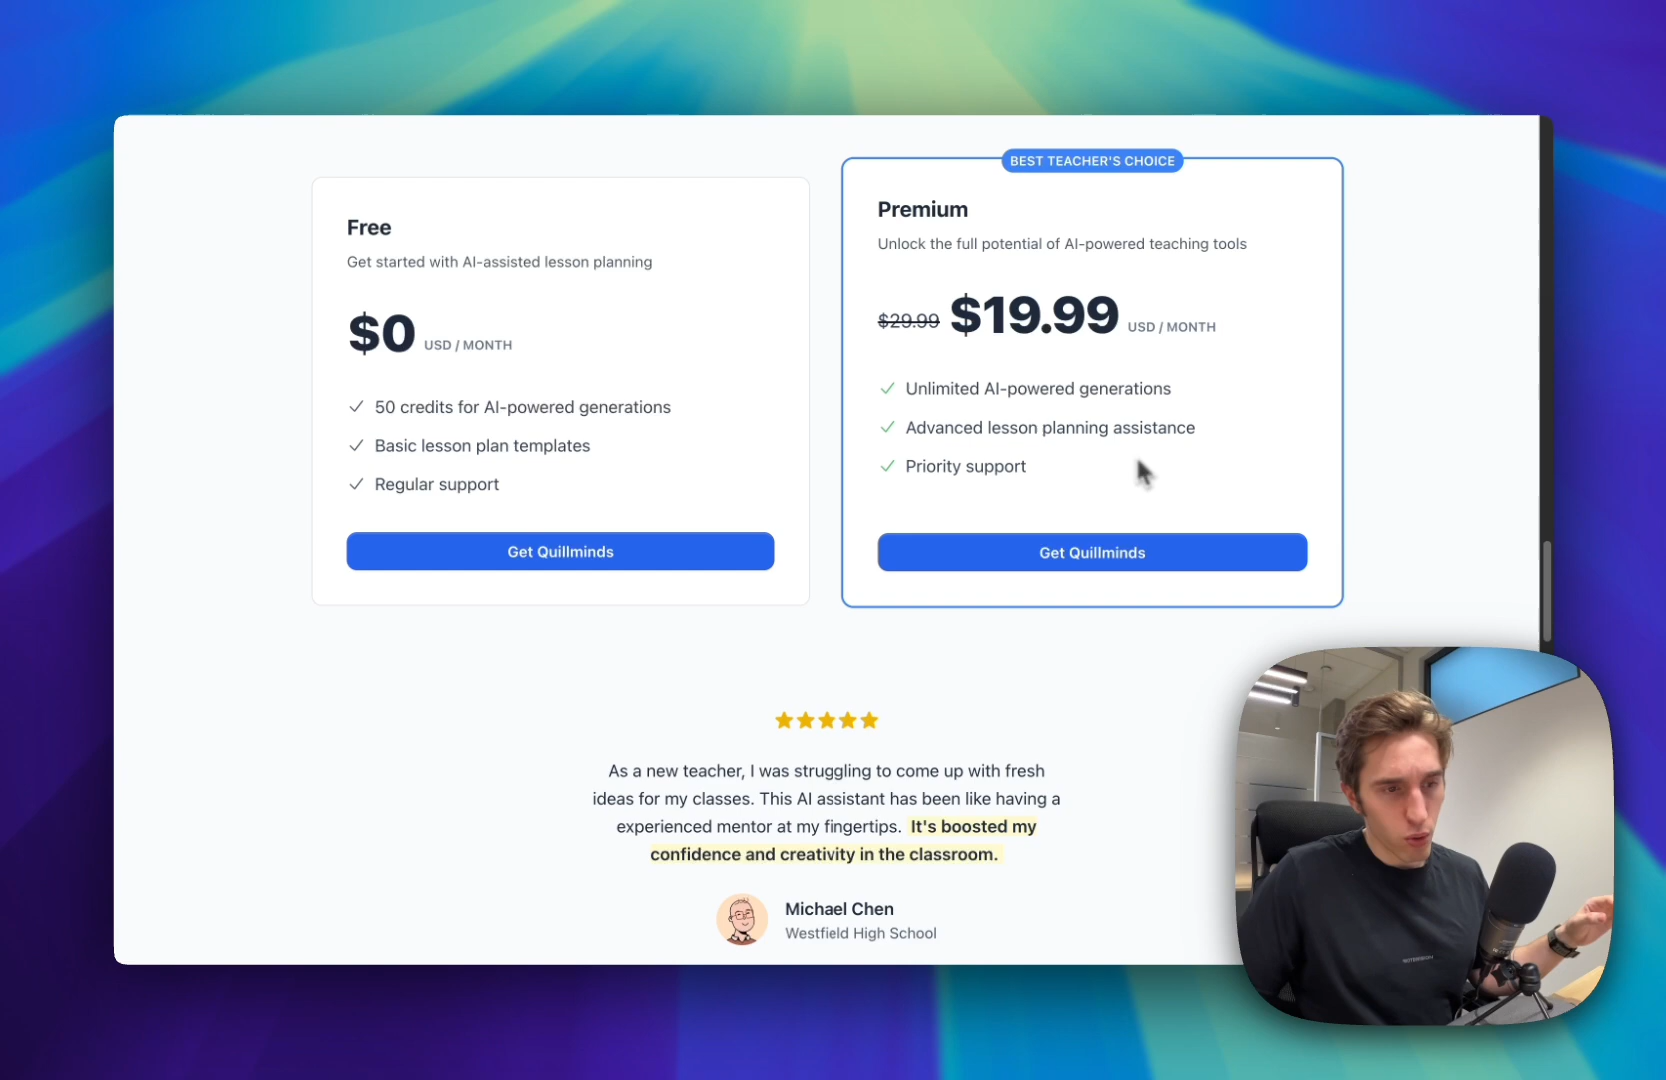 Free
Get started with AI-assisted lesson planning
$0 USD / MONTH
50 credits for AI-powered generations
Basic lesson plan templates
Regular support
Get Quillminds
BEST TEACHER'S CHOICE
Premium
Unlock the full potential of AI-powered teaching tools
$29.99 $19.99 USD / MONTH
Unlimited AI-powered generations
Advanced lesson planning assistance
Priority support
Get Quillminds
As a new teacher, I was struggling to come up with fresh
ideas for my classes. This AI assistant has been like having a
experienced mentor at my fingertips. It's boosted my
confidence and creativity in the classroom.
Michael Chen
Westfield High School